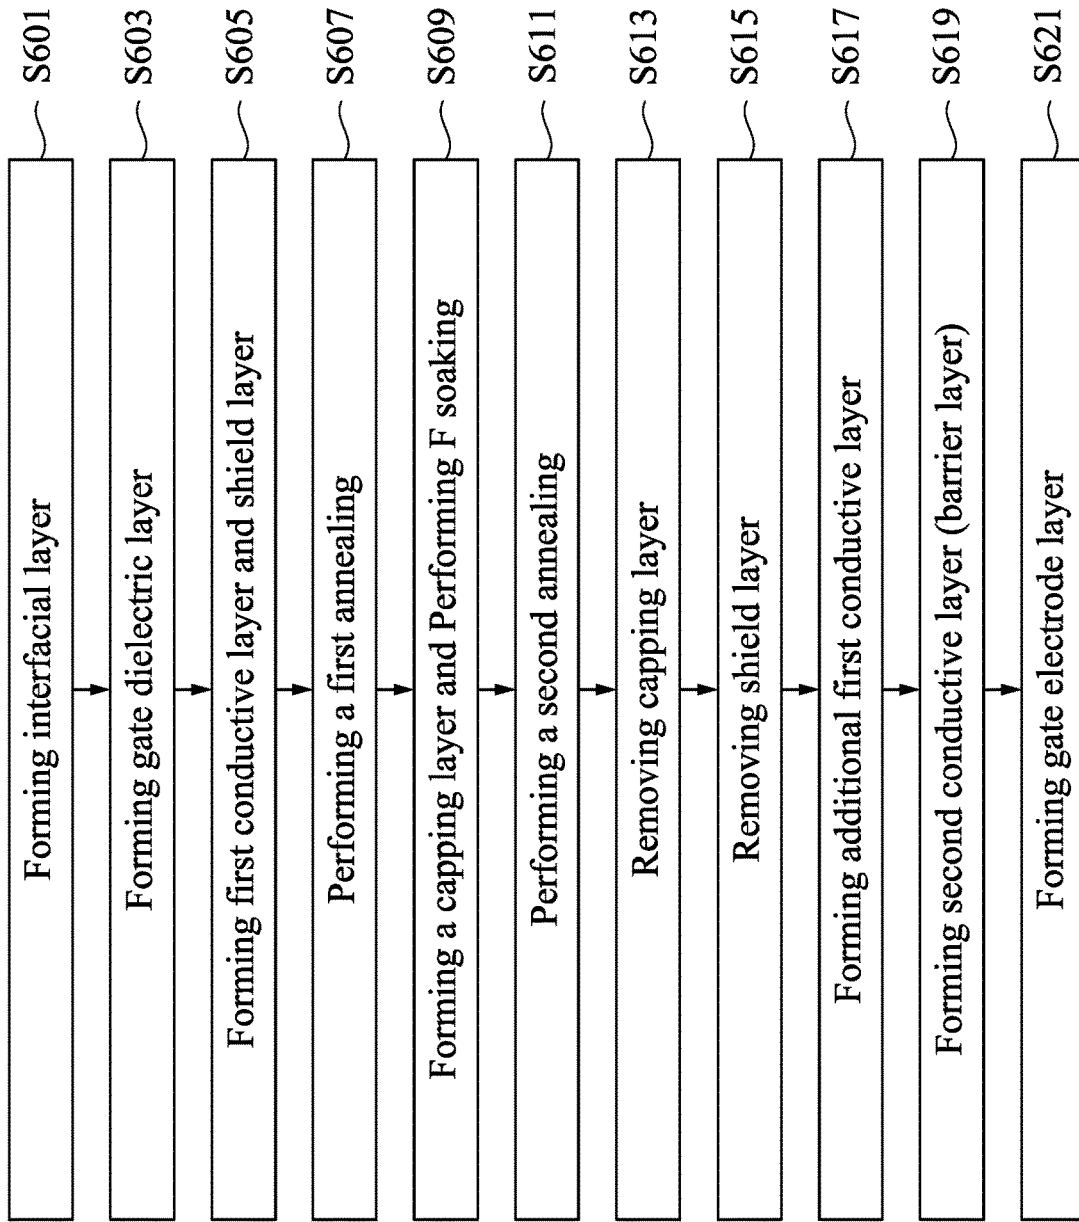 Forming interfacial layer S601
Forming gate dielectric layer S603
Forming first conductive layer and shield layer S605
Performing a first annealing S607
Forming a capping layer and Performing F soaking S609
Performing a second annealing S611
Removing capping layer S613
Removing shield layer S615
Forming additional first conductive layer S617
Forming second conductive layer (barrier layer) S619
Forming gate electrode layer S621